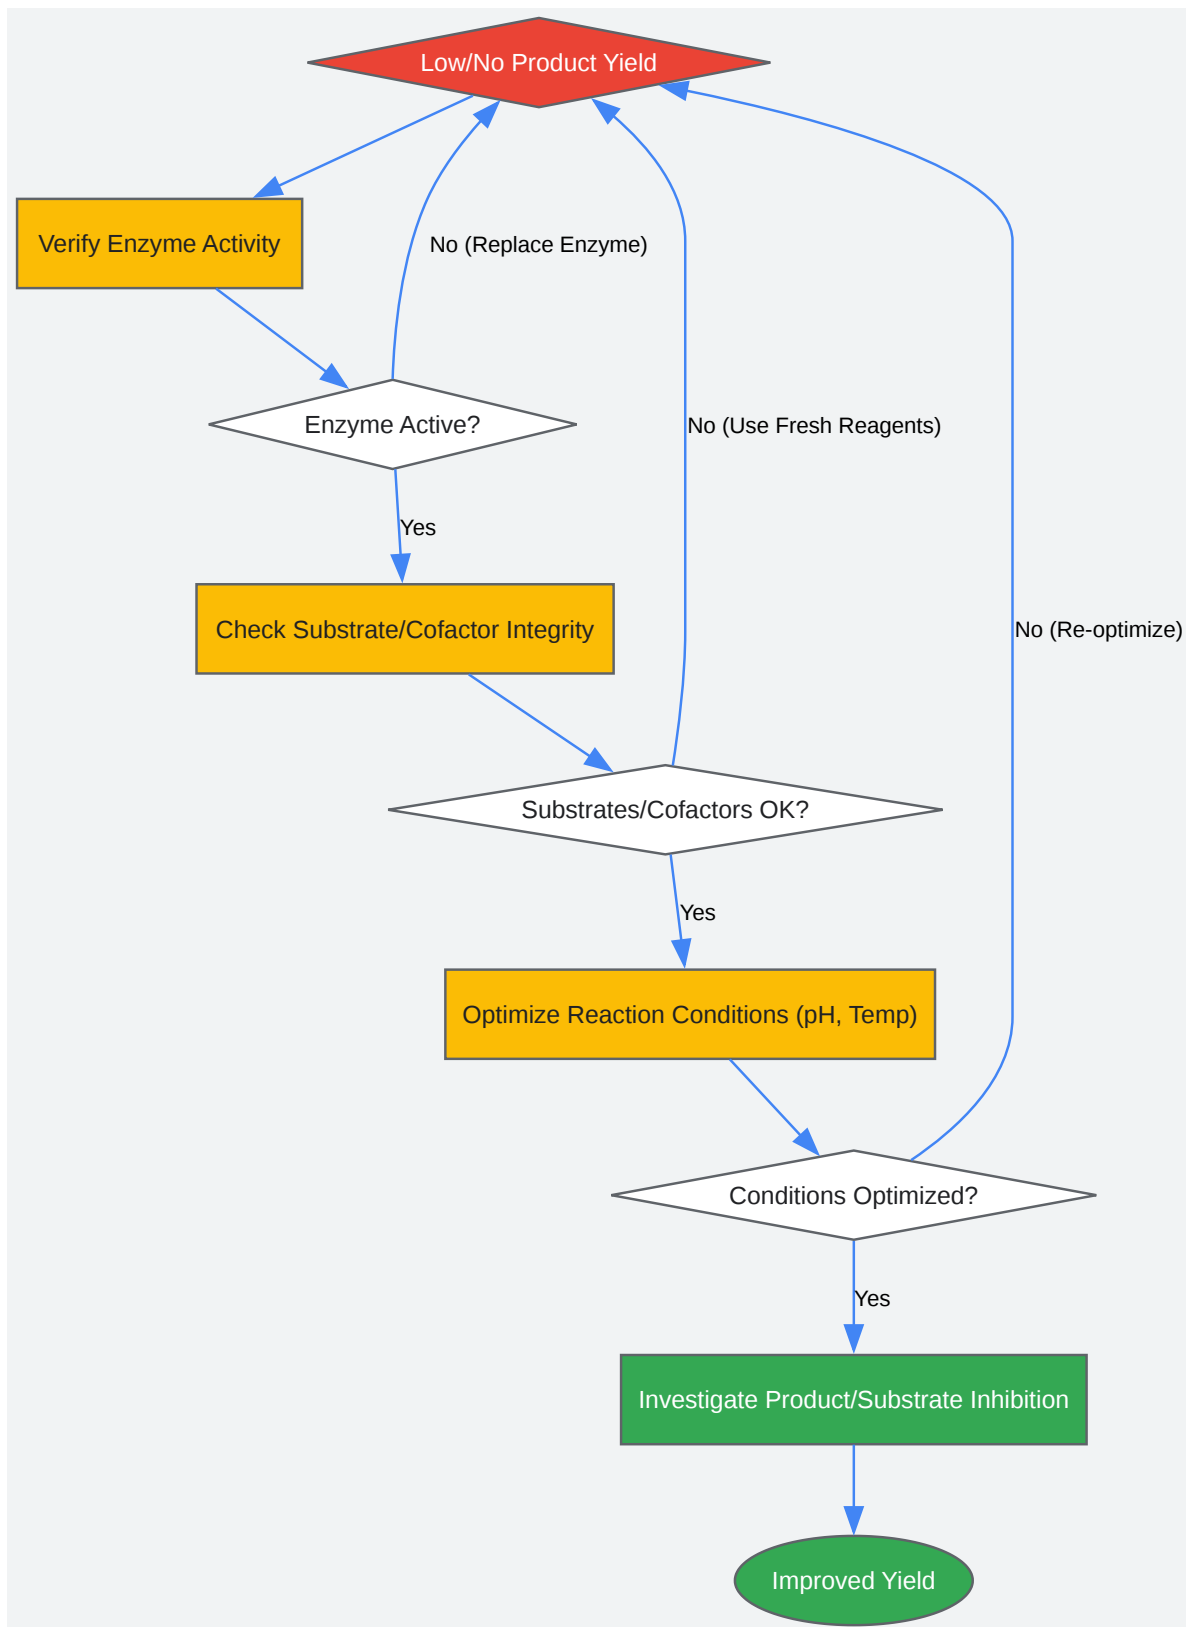 Low/No Product Yield
Verify Enzyme Activity
No (Replace Enzyme)
Enzyme Active?
No (Use Fresh Reagents)
Yes
Check Substrate/Cofactor Integrity
No (Re-optimize)
Substrates/Cofactors OK?
Yes
Optimize Reaction Conditions (pH, Temp)
Conditions Optimized?
Yes
Investigate Product/Substrate Inhibition
Improved Yield